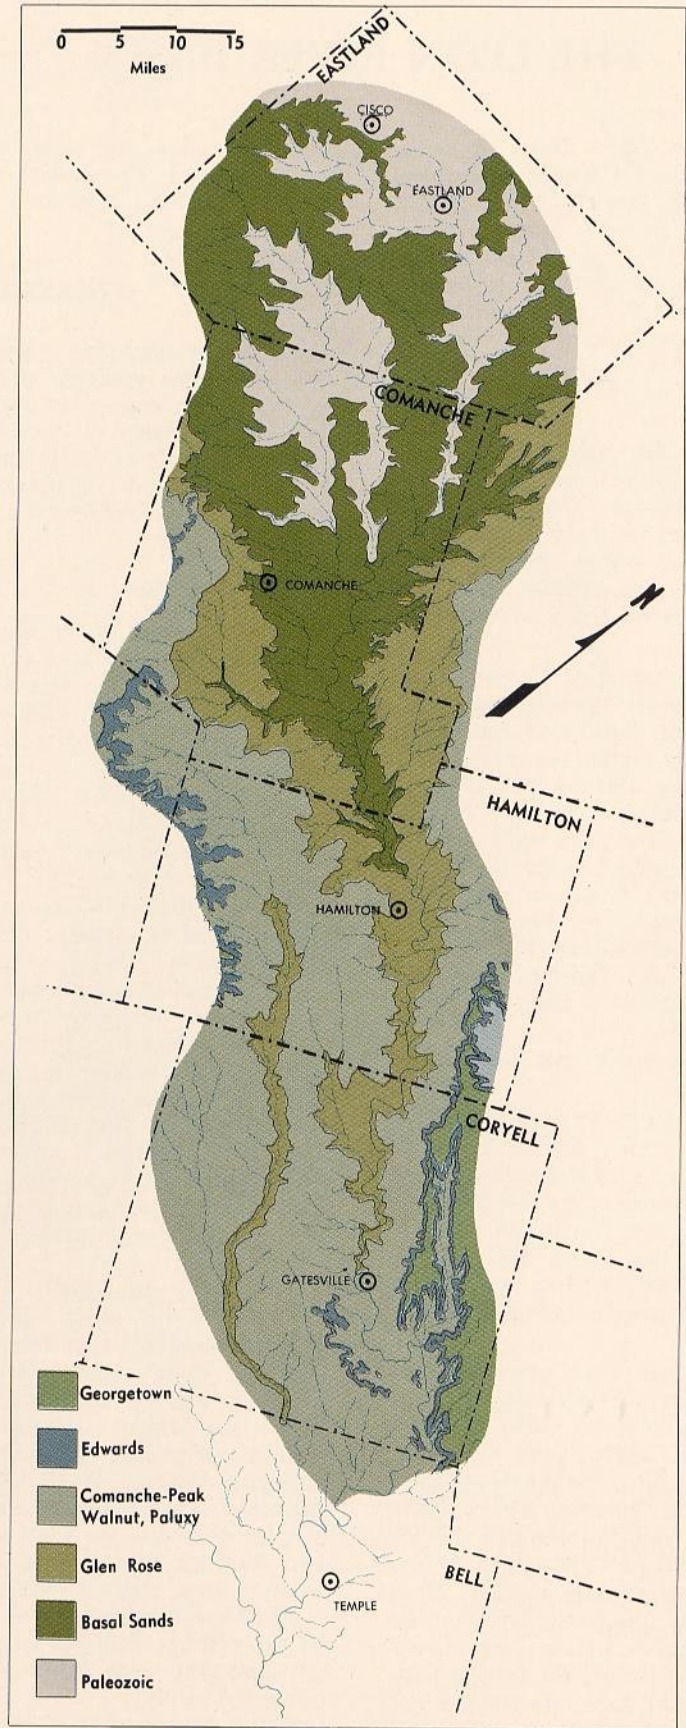 0 5 10 15
Miles
EASTLAND
CISCO
EASTLAND
COMANCHE
COMANCHE
N
HAMILTON
HAMILTON
CORYELL
GATESVILLE
Georgetown
Edwards
Comanche-Peak
Walnut, Paluxy
Glen Rose
BELL
TEMPLE
Basal Sands
Paleozoic